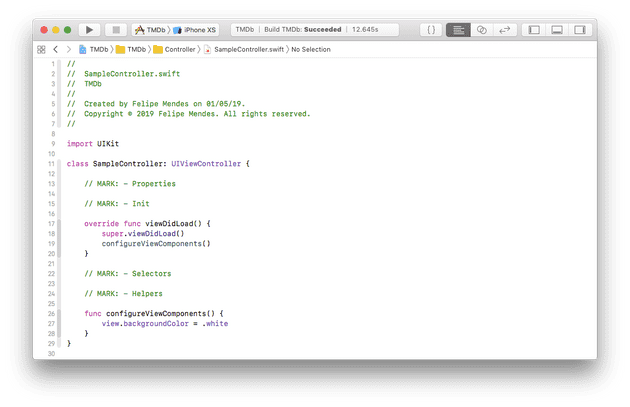 TMDb iPhone XS TMDb Build TMDb: Succeeded 12.645s
TMDb TMDb Controller SampleController.swift No Selection
1 //
2 // SampleController.swift
3 // TMDb
4 //
5 // Created by Felipe Mendes on 01/05/19.
6 // Copyright © 2019 Felipe Mendes. All rights reserved.
7 //
8
9 import UIKit
10
11 class SampleController: UIViewController {
12
13 // MARK: - Properties
14
15 // MARK: - Init
16
17 override func viewDidLoad() {
18 super.viewDidLoad()
19 configureViewComponents()
20 }
21
22 // MARK: - Selectors
23
24 // MARK: - Helpers
25
26 func configureViewComponents() {
27 view.backgroundColor = .white
28 }
29 }
30